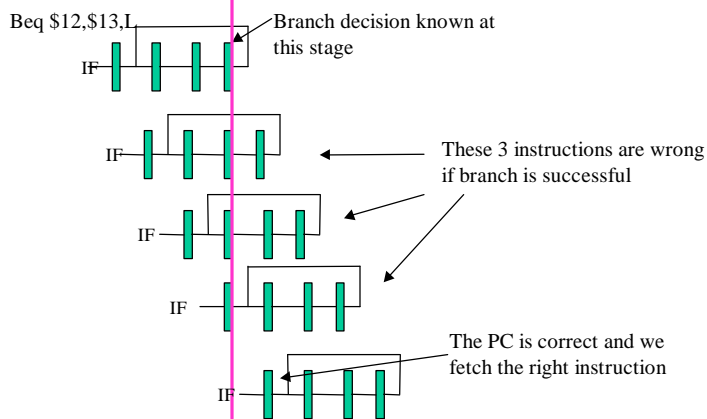 Beq $12,$13,L
Branch decision known at
this stage
IF
IF
These 3 instructions are wrong
if branch is successful
IF
IF
The PC is correct and we
fetch the right instruction
IF